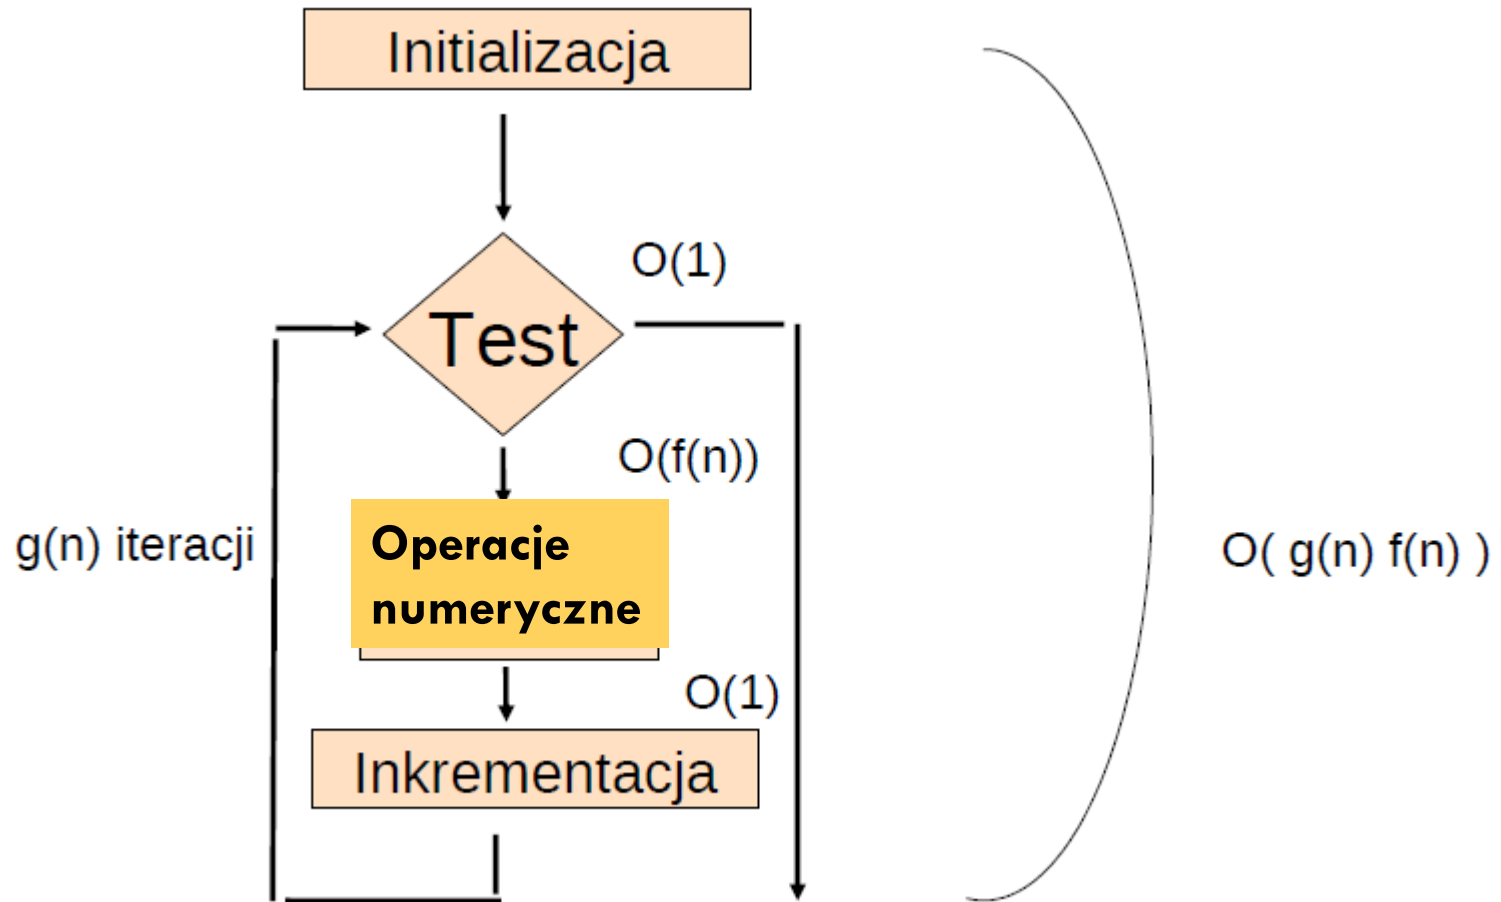 Initializacja
O(1)
Test
O(f(n))
g(n) iteracji
Operacje
numeryczne
O( g(n) f(n) )
O(1)
Inkrementacja